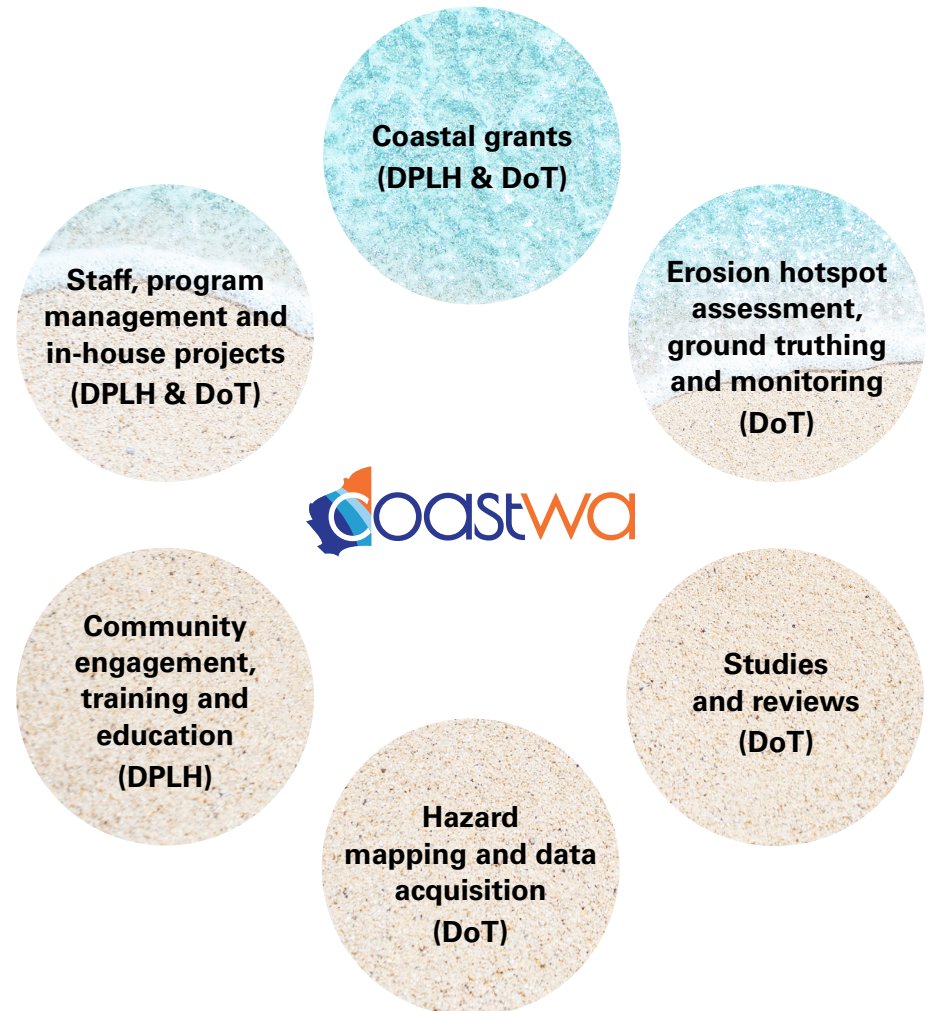 Coastal grants
(DPLH & DoT)
Staff, program
management and
in-house projects
(DPLH & DoT)
Erosion hotspot
assessment,
ground truthing
and monitoring
(DoT)
coastwa
Community
engagement,
training and
education
(DPLH)
Studies
and reviews
(DoT)
Hazard
mapping and data
acquisition
(DoT)